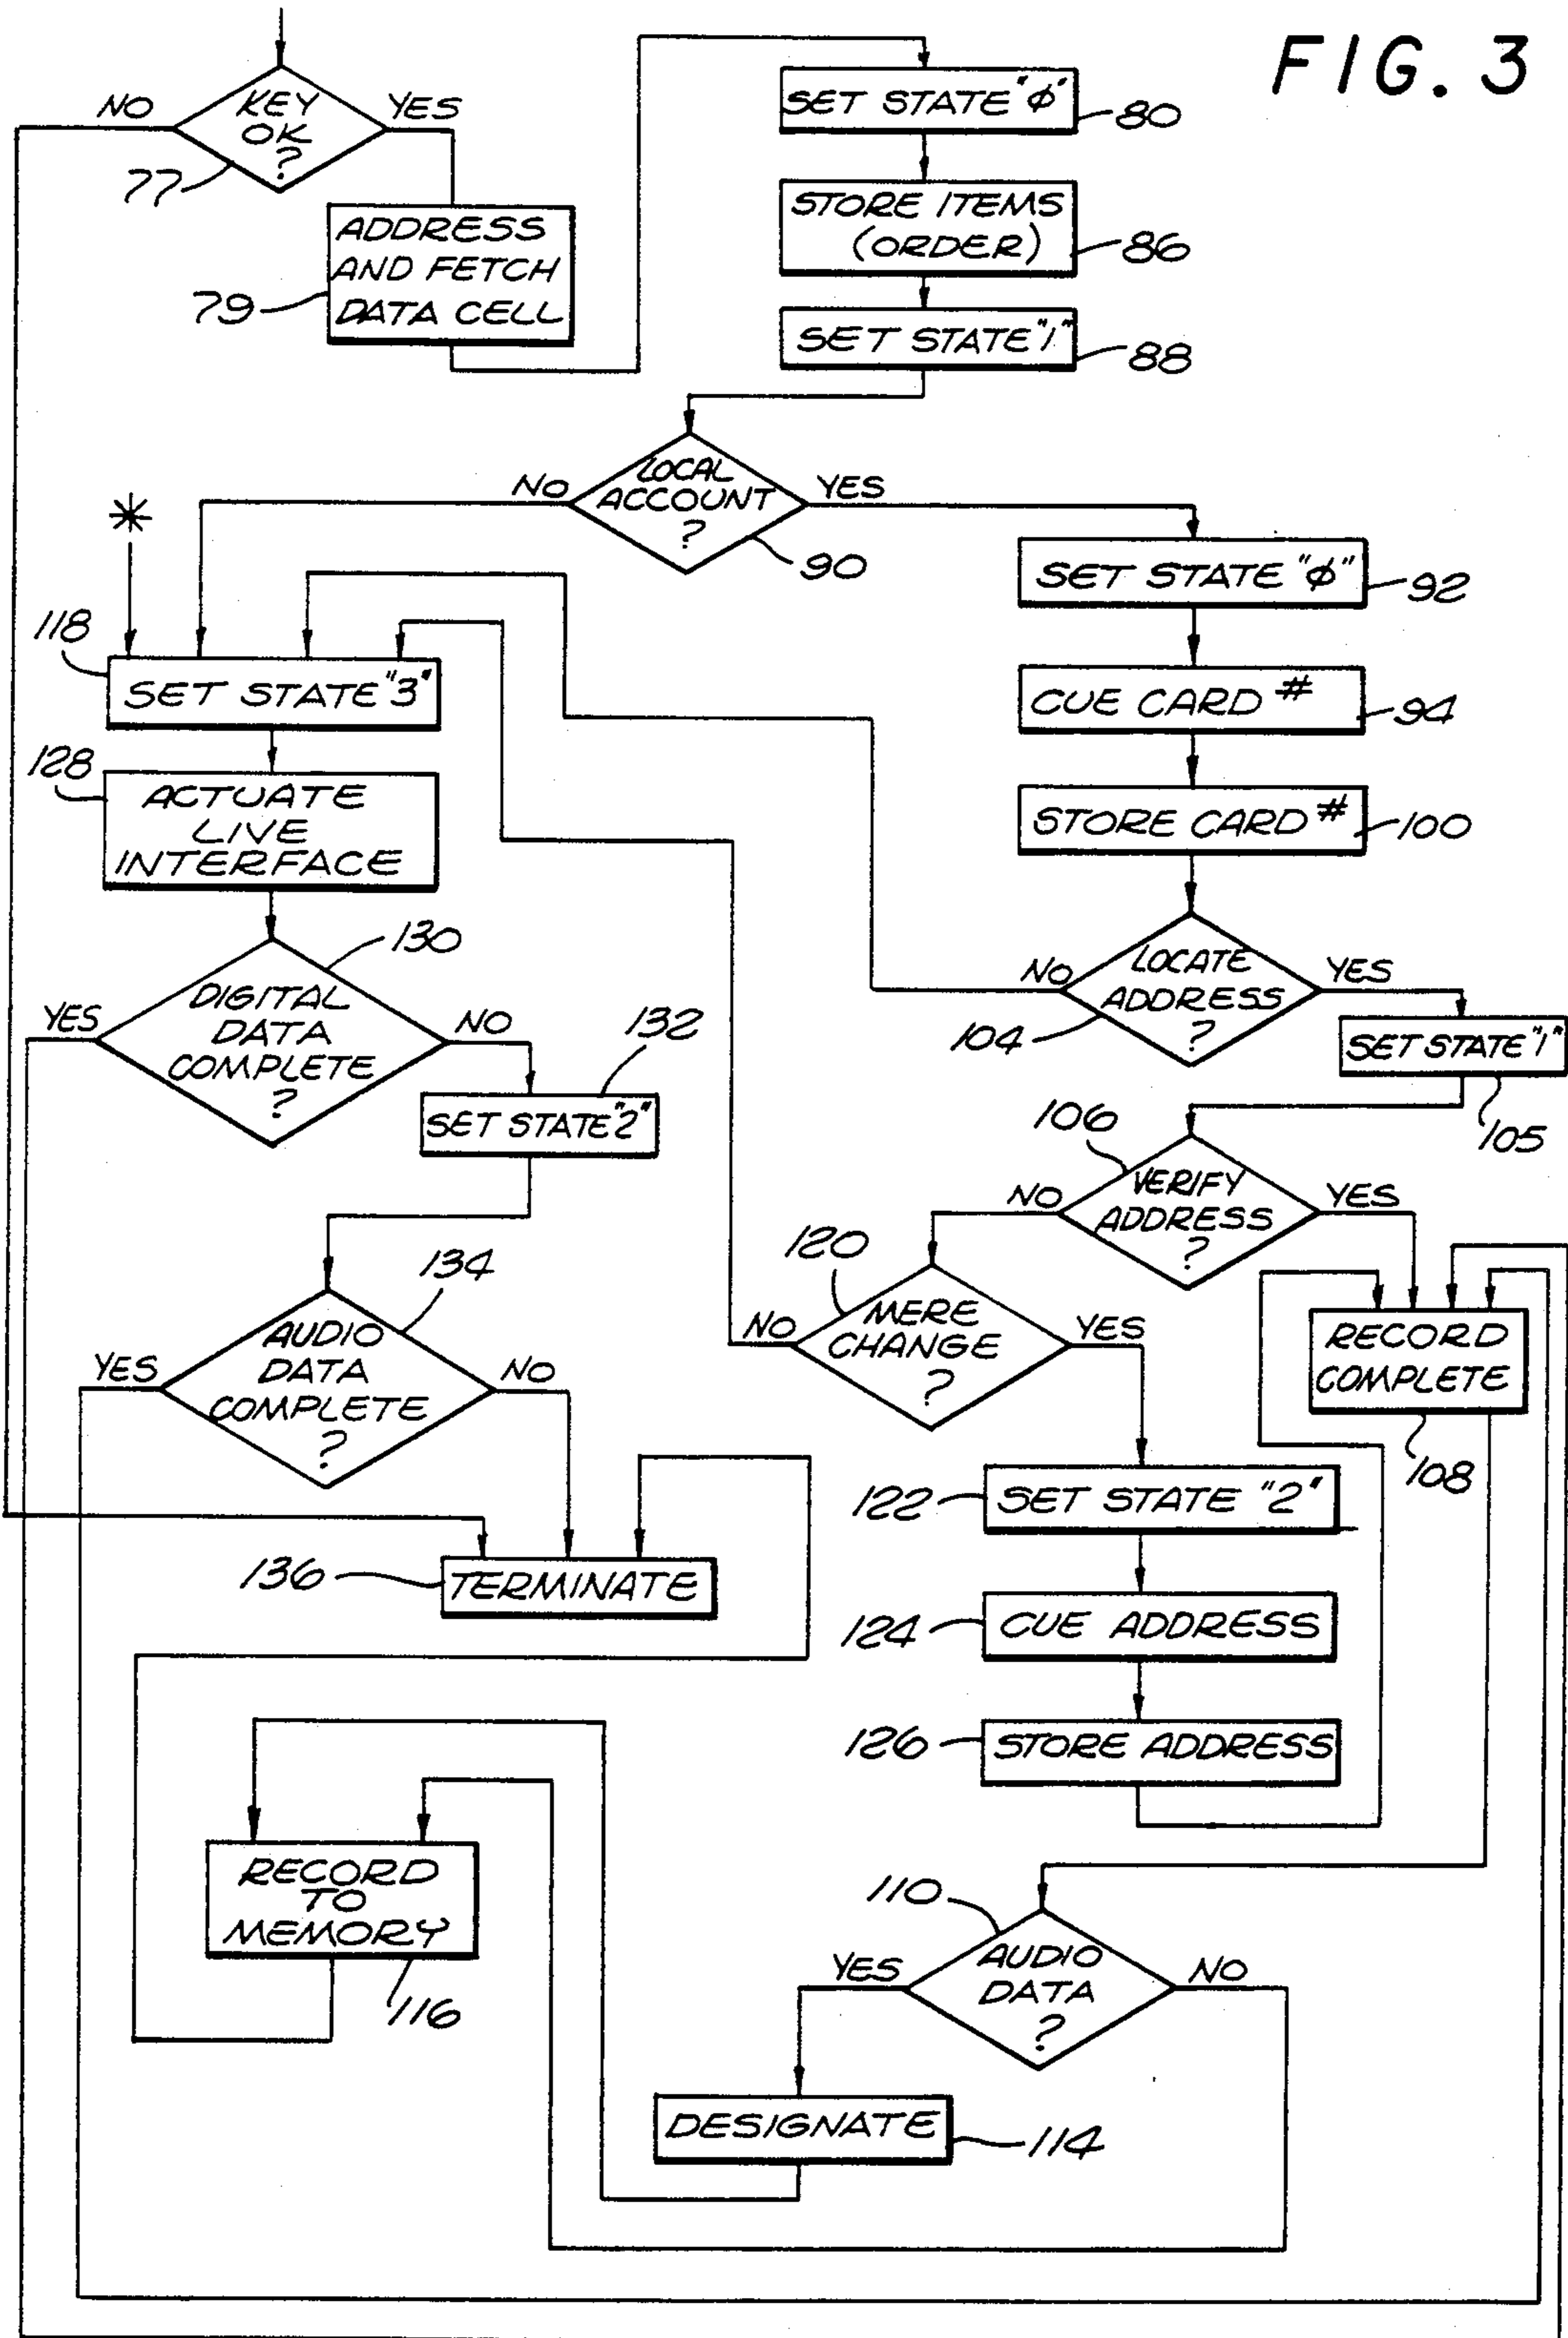 FIG. 3
NO
KEY
OK
?
YES
77
ADDRESS
AND FETCH
DATA CELL
79
SET STATE "φ"
80
STORE ITEMS
(ORDER)
86
SET STATE "1"
88
NO
LOCAL
ACCOUNT
?
YES
90
*
SET STATE "φ"
92
118
SET STATE "3"
CUE CARD #
94
128
ACTUATE
LIVE
INTERFACE
STORE CARD #
100
130
YES
DIGITAL
DATA
COMPLETE
?
NO
132
SET STATE "2"
NO
LOCATE
ADDRESS
?
YES
104
SET STATE "1"
105
106
NO
VERIFY
ADDRESS
?
YES
120
NO
MERE
CHANGE
?
YES
RECORD
COMPLETE
108
134
YES
AUDIO
DATA
COMPLETE
?
NO
122
SET STATE "2"
136
TERMINATE
124
CUE ADDRESS
126
STORE ADDRESS
RECORD
TO
MEMORY
116
110
YES
AUDIO
DATA
?
NO
DESIGNATE
114